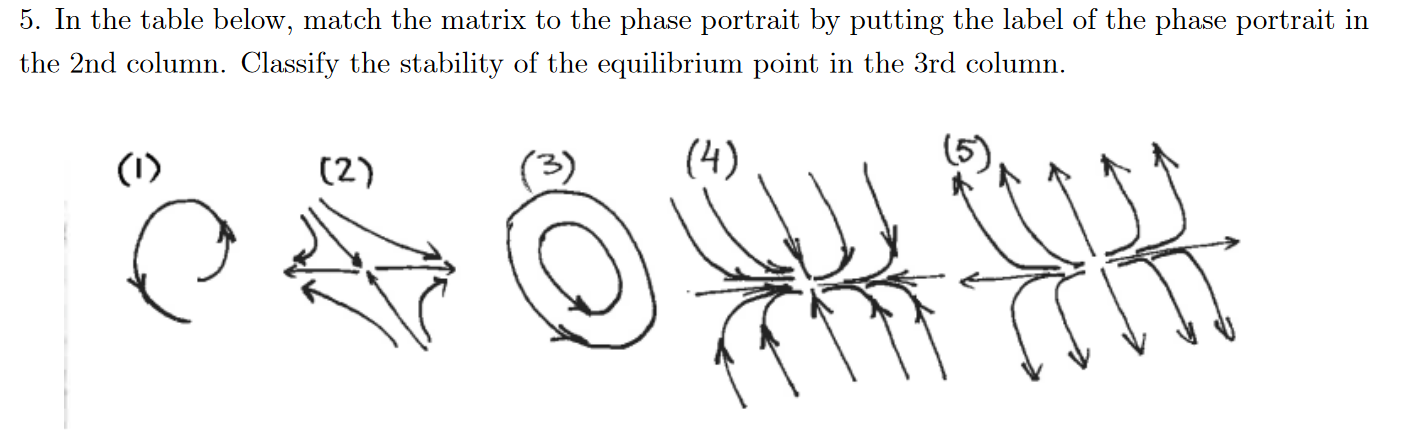 5. In the table below, match the matrix to the phase portrait by putting the label of the phase portrait in
the 2nd column. Classify the stability of the equilibrium point in the 3rd column.
(1) (2) (3) (4) (5)